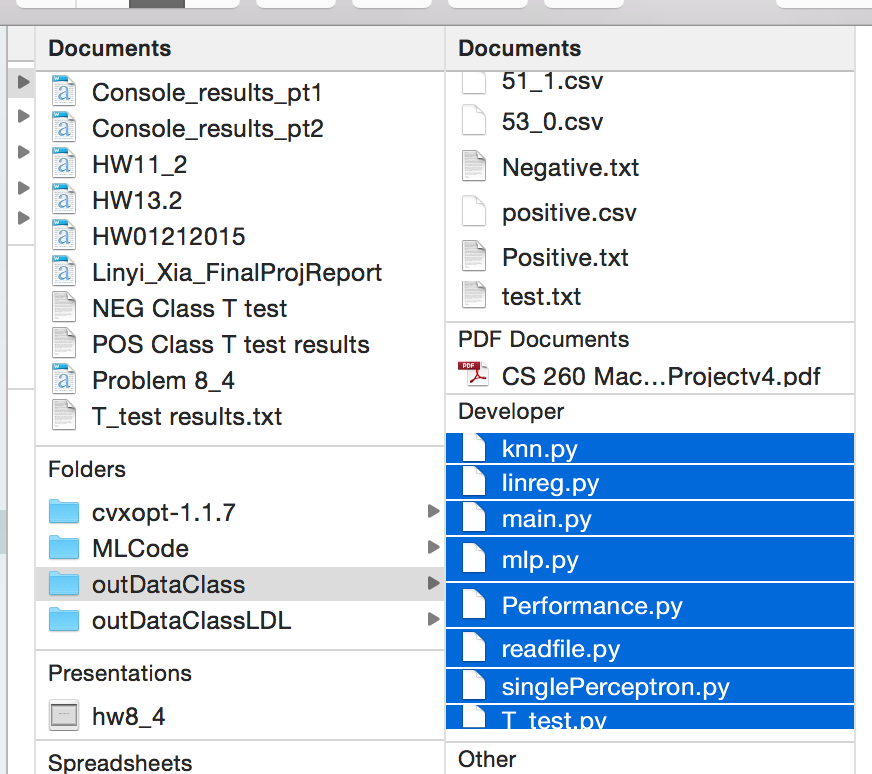 Documents
Console_results_pt1
Console_results_pt2
HW11_2
HW13.2
HW01212015
Linyi_Xia_FinalProjReport
NEG Class T test
POS Class T test results
Problem 8_4
T_test results.txt
Folders
cvxopt-1.1.7
MLCode
outDataClass
outDataClassLDL
Presentations
hw8_4
Spreadsheets
Documents
51_1.csv
53_0.csv
Negative.txt
positive.csv
Positive.txt
test.txt
PDF Documents
CS 260 Mac...Projectv4.pdf
Developer
knn.py
linreg.py
main.py
mlp.py
Performance.py
readfile.py
singlePerceptron.py
T_test.py
Other